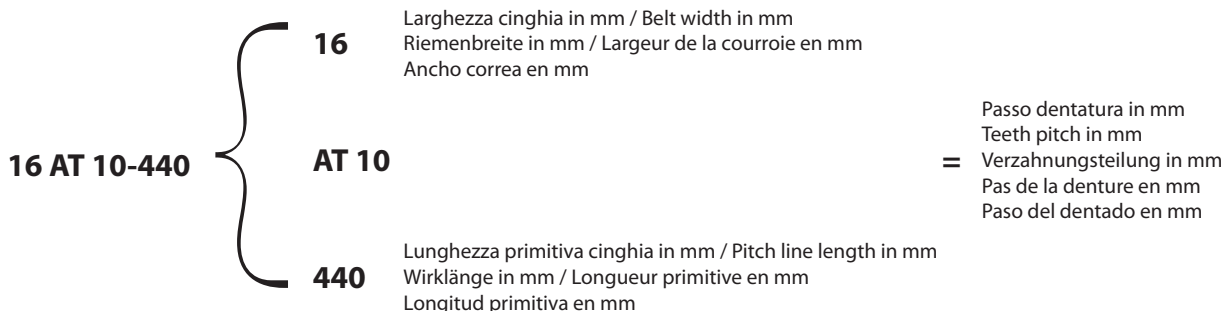 16 AT 10-440
16
Larghezza cinghia in mm / Belt width in mm
Riemenbreite in mm / Largeur de la courroie en mm
Ancho correa en mm
AT 10
=
Passo dentatura in mm
Teeth pitch in mm
Verzahnungsteilung in mm
Pas de la denture en mm
Paso del dentado en mm
440
Lunghezza primitiva cinghia in mm / Pitch line length in mm
Wirklänge in mm / Longueur primitive en mm
Longitud primitiva en mm